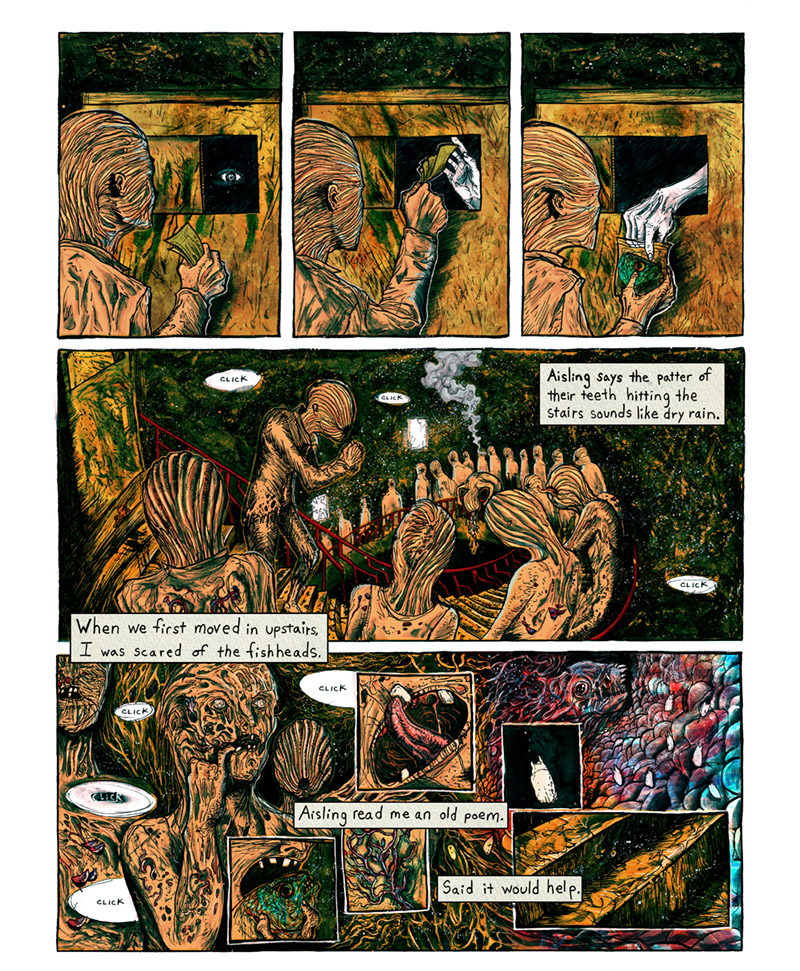 CLICK
CLICK
Aisling says the patter of
their teeth hitting the
stairs sounds like dry rain.
CLICK
When we first moved in upstairs,
I was scared of the fishheads.
CLICK
CLICK
CLICK
Aisling read me an old poem.
CLICK
Said it would help.